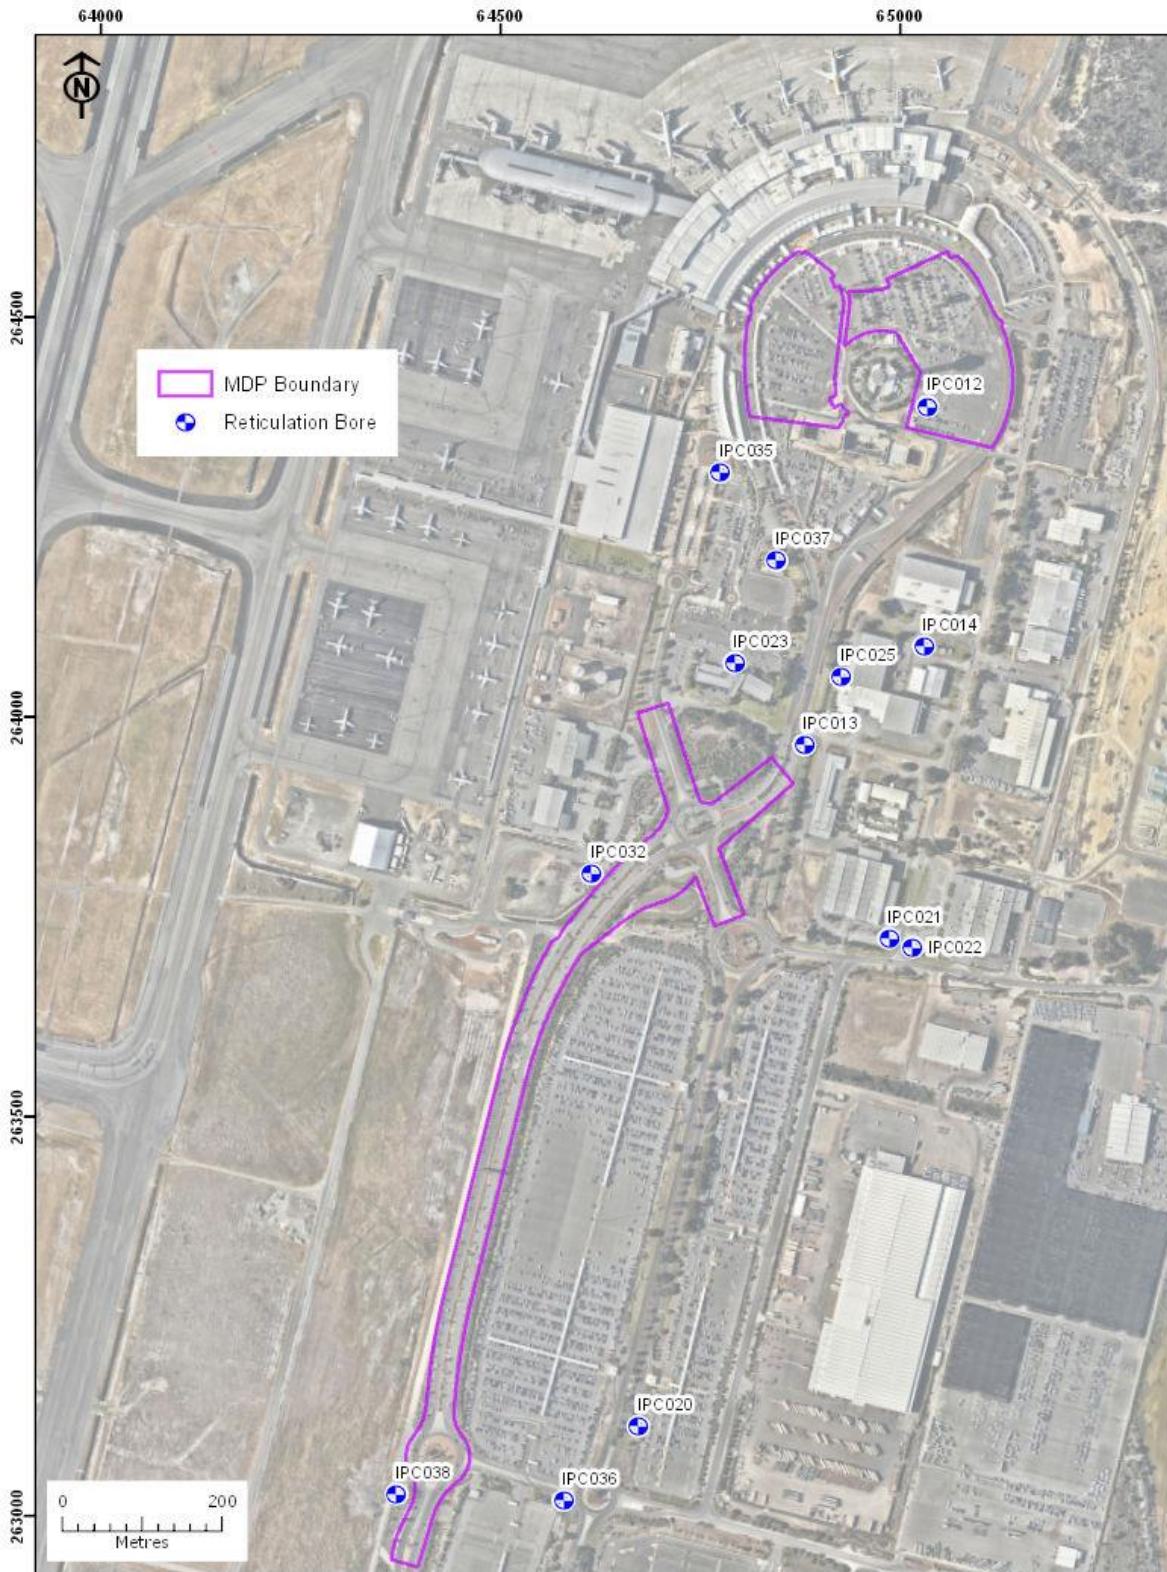 64000
64500
65000
N
264500
MDP Boundary
Reticulation Bore
IPC012
IPC035
IPC037
IPC014
IPC023
IPC025
264000
IPC013
IPC032
IPC021
IPC022
263500
IPC020
IPC038
IPC036
0
200
Metres
263000